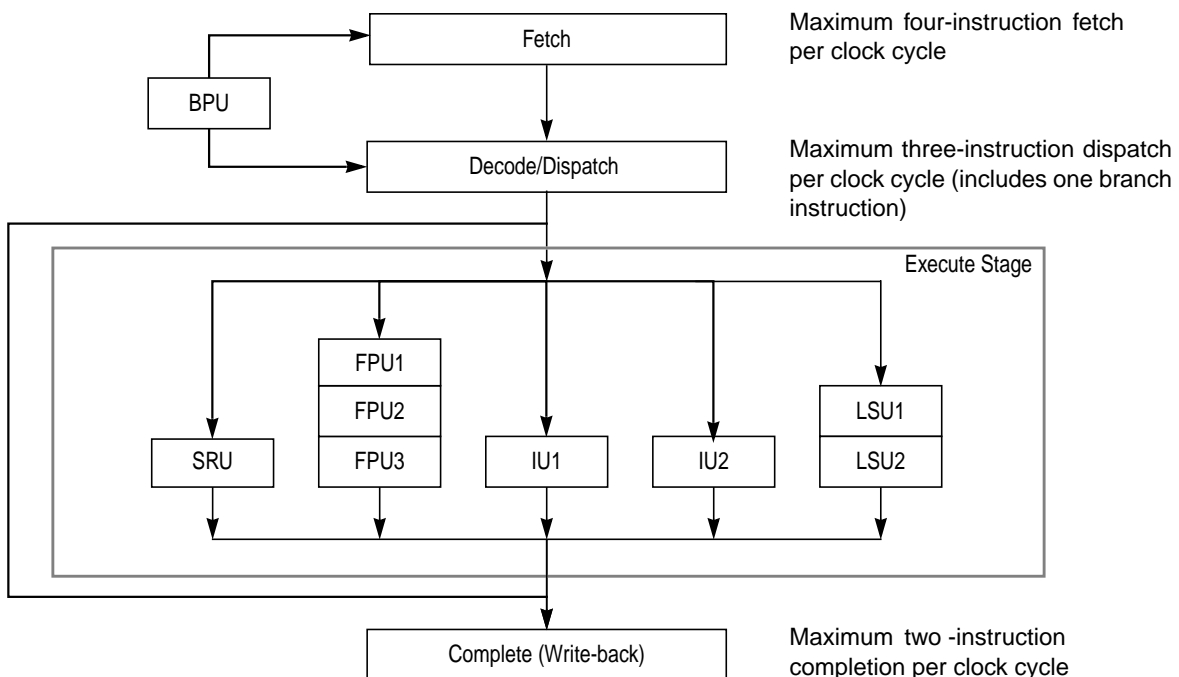 Maximum four-instruction fetch
per clock cycle
Fetch
BPU
Decode/Dispatch
Maximum three-instruction dispatch
per clock cycle (includes one branch
instruction)
Execute Stage
FPU1
FPU2
LSU1
SRU
FPU3
IU1
IU2
LSU2
Complete (Write-back)
Maximum two -instruction
completion per clock cycle